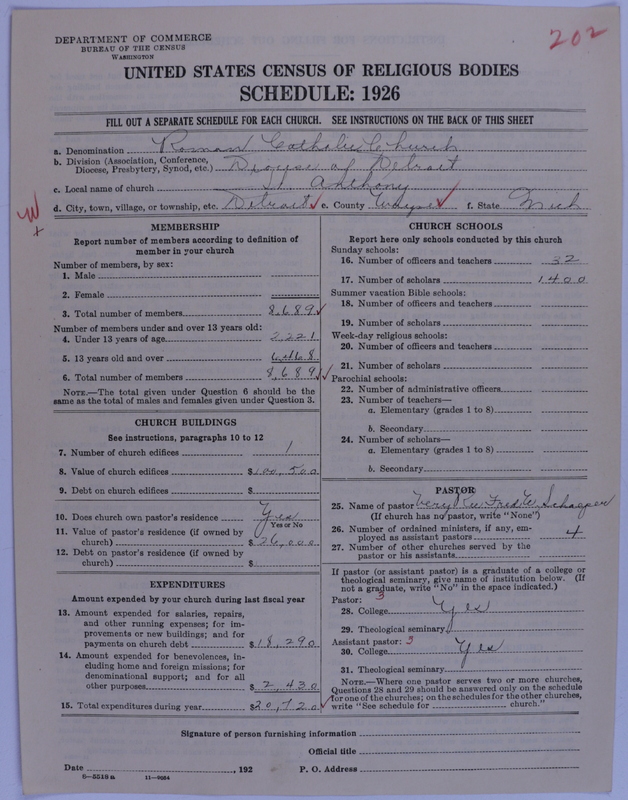 DEPARTMENT OF COMMERCE
BUREAU OF THE CENSUS
WASHINGTON
202
UNITED STATES CENSUS OF RELIGIOUS BODIES
SCHEDULE: 1926
FILL OUT A SEPARATE SCHEDULE FOR EACH CHURCH. SEE INSTRUCTIONS ON THE BACK OF THIS SHEET
a. Denomination Roman Catholic Church
b. Division (Association, Conference,
Diocese, Presbytery, Synod, etc.) Diocese of Detroit
c. Local name of church St. Anthony
d. City, town, village, or township, etc. Detroit e. County Wayne f. State Mich
W
x
MEMBERSHIP
Report number of members according to definition of
member in your church
Number of members, by sex:
1. Male
2. Female
3. Total number of members 8,689
Number of members under and over 13 years old:
4. Under 13 years of age 2,221
5. 13 years old and over 6,468
6. Total number of members 8,689
NOTE.—The total given under Question 6 should be
same as the total of males and females given under Question 3.
CHURCH BUILDINGS
See instructions, paragraphs 10 to 12
7. Number of church edifices 1
8. Value of church edifices $100,500
9. Debt on church edifices $
10. Does church own pastor's residence Yes
Yes or No
11. Value of pastor's residence (if owned by
church) $26,000
12. Debt on pastor's residence (if owned by
church) $
EXPENDITURES
Amount expended by your church during last fiscal year
13. Amount expended for salaries, repairs,
and other running expenses; for im-
provements or new buildings; and for
payments on church debt $18,290
14. Amount expended for benevolences, in-
cluding home and foreign missions; for
denominational support; and for all
other purposes $2,430
15. Total expenditures during year $20,720
CHURCH SCHOOLS
Report here only schools conducted by this church
Sunday schools:
16. Number of officers and teachers 32
17. Number of scholars 1400
Summer vacation Bible schools:
18. Number of officers and teachers
19. Number of scholars
Week-day religious schools:
20. Number of officers and teachers
21. Number of scholars
Parochial schools:
22. Number of administrative officers
23. Number of teachers—
a. Elementary (grades 1 to 8)
b. Secondary
24. Number of scholars—
a. Elementary (grades 1 to 8)
b. Secondary
PASTOR
25. Name of pastor Very Rev. Fred.
(If church has no pastor, write "None")
26. Number of ordained ministers, if any, em-
ployed as assistant pastors 4
27. Number of other churches served by the
pastor or his assistants
If pastor (or assistant pastor) is a graduate of a college or
theological seminary, give name of institution below. (If
not a graduate, write "No" in the space indicated.)
Pastor: 3
28. College Yes
29. Theological seminary
Assistant pastor: 3
30. College Yes
31. Theological seminary
NOTE.—Where one pastor serves two or more churches,
Questions 28 and 29 should be answered only on the schedule
for one of the churches; on the schedules for the other churches,
write "See schedule for church."
Signature of person furnishing information
Official title
Date , 192 P. O. Address
6—5518a 11—9064